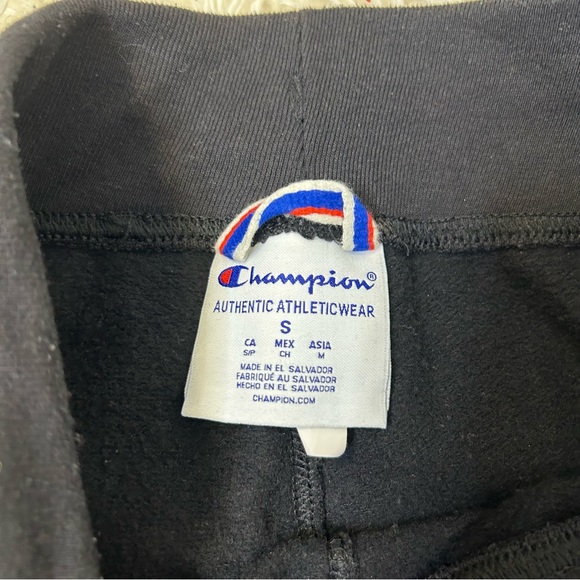 Champion®
AUTHENTIC ATHLETICWEAR
S
CA MEX ASIA
S/P CH M
MADE IN EL SALVADOR
FABRIQUÉ AU SALVADOR
HECHO EN EL SALVADOR
CHAMPION.COM